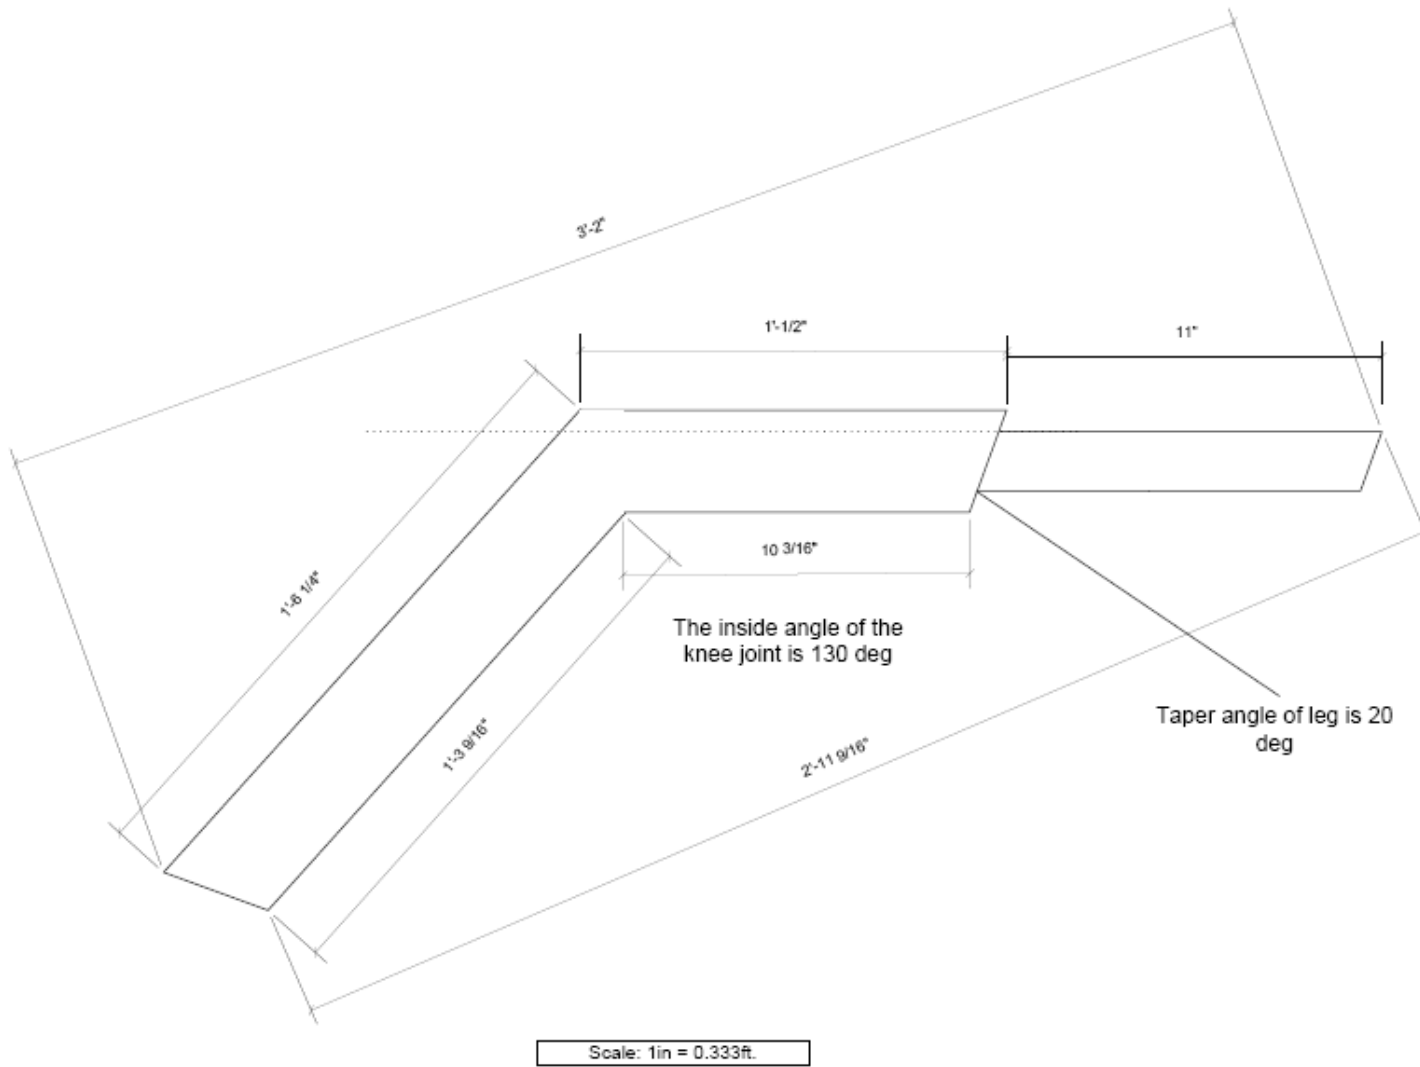 3'-2"
1'-1/2"
11"
1'-6 1/4"
10 3/16"
The inside angle of the
knee joint is 130 deg
1'-3 9/16"
Taper angle of leg is 20
deg
2'-11 9/16"
Scale: 1in = 0.333ft.